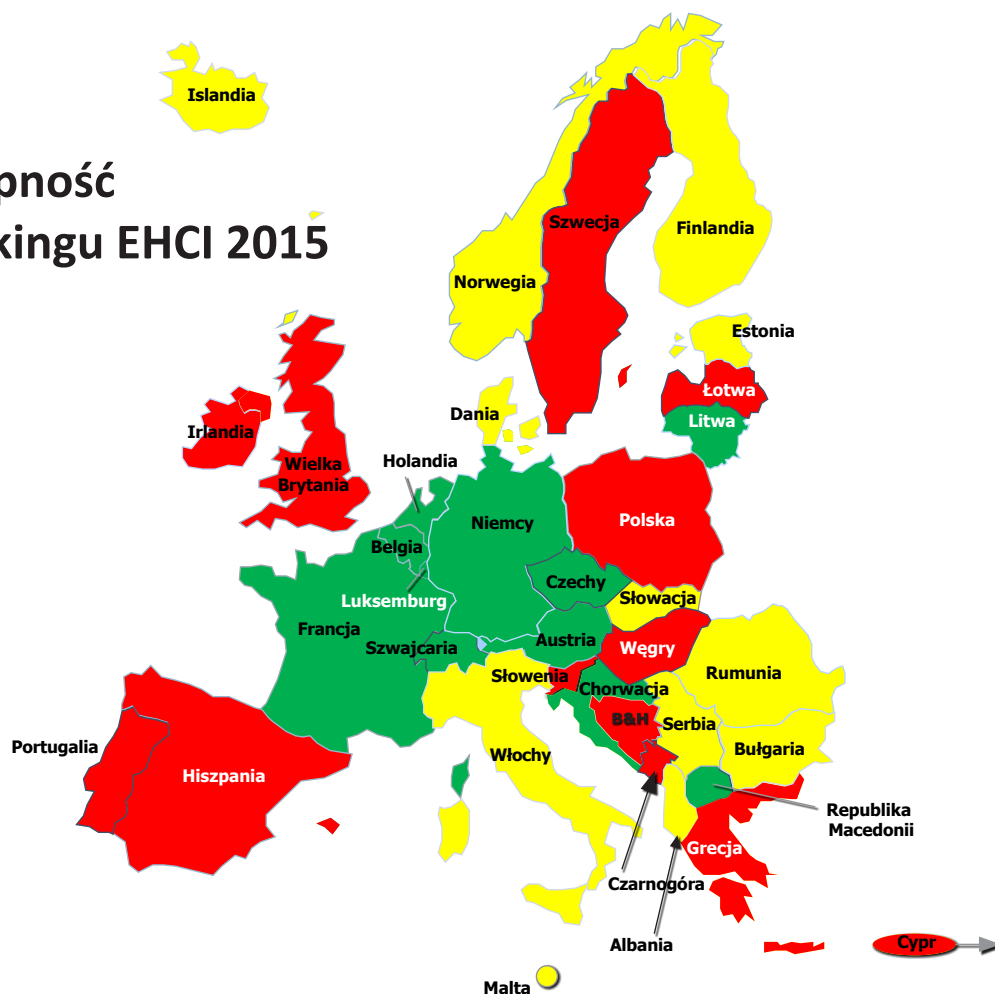 Islandia
pność
kingu EHCI 2015
Szwecja
Finlandia
Norwegia
Estonia
Łotwa
Litwa
Dania
Irlandia
Wielka
Brytania
Holandia
Niemcy
Polska
Belgia
Czechy
Luksemburg
Słowacja
Francja
Austria
Szwajcaria
Węgry
Słowenia
Rumunia
Chorwacja
B&H
Serbia
Portugalia
Bułgaria
Włochy
Hiszpania
Republika
Macedonii
Grecja
Czarnogóra
Albania
Cypr
Malta